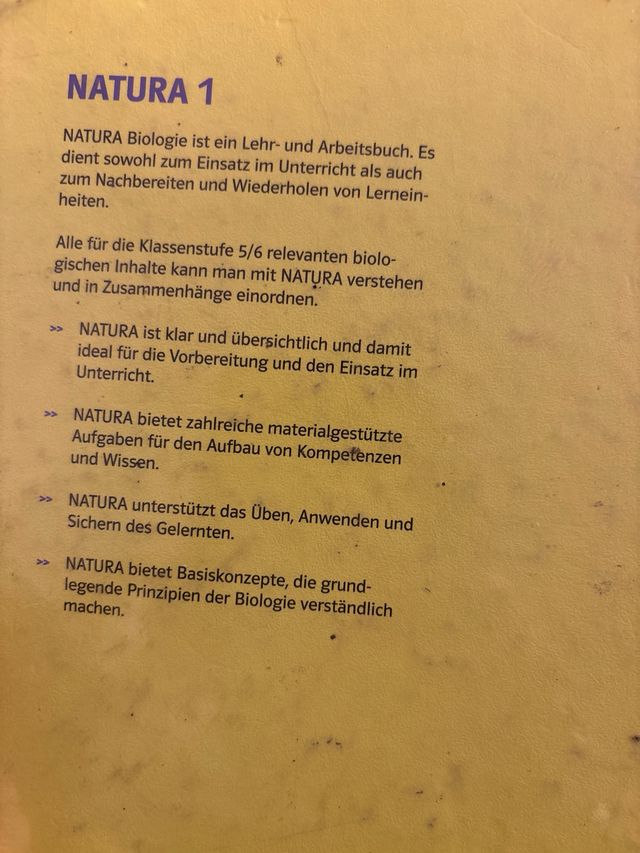 NATURA 1
NATURA Biologie ist ein Lehr- und Arbeitsbuch. Es
dient sowohl zum Einsatz im Unterricht als auch
zum Nachbereiten und Wiederholen von Lernein-
heiten.
Alle für die Klassenstufe 5/6 relevanten biolo-
gischen Inhalte kann man mit NATURA verstehen
und in Zusammenhänge einordnen.
>> NATURA ist klar und übersichtlich und damit
ideal für die Vorbereitung und den Einsatz im
Unterricht.
>> NATURA bietet zahlreiche materialgestützte
Aufgaben für den Aufbau von Kompetenzen
und Wissen.
>> NATURA unterstützt das Üben, Anwenden und
Sichern des Gelernten.
>> NATURA bietet Basiskonzepte, die grund-
legende Prinzipien der Biologie verständlich
machen.